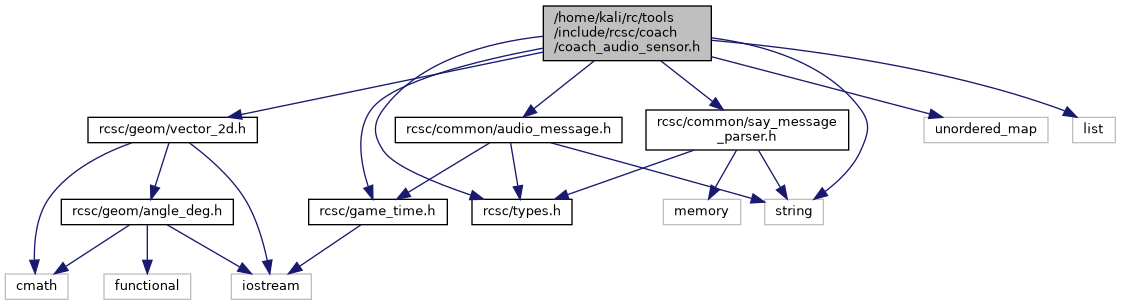 /home/kali/rc/tools
/include/rcsc/coach
/coach_audio_sensor.h
rcsc/geom/vector_2d.h
rcsc/common/audio_message.h
rcsc/common/say_message
_parser.h
unordered_map
list
rcsc/geom/angle_deg.h
rcsc/game_time.h
rcsc/types.h
memory
string
cmath
functional
iostream